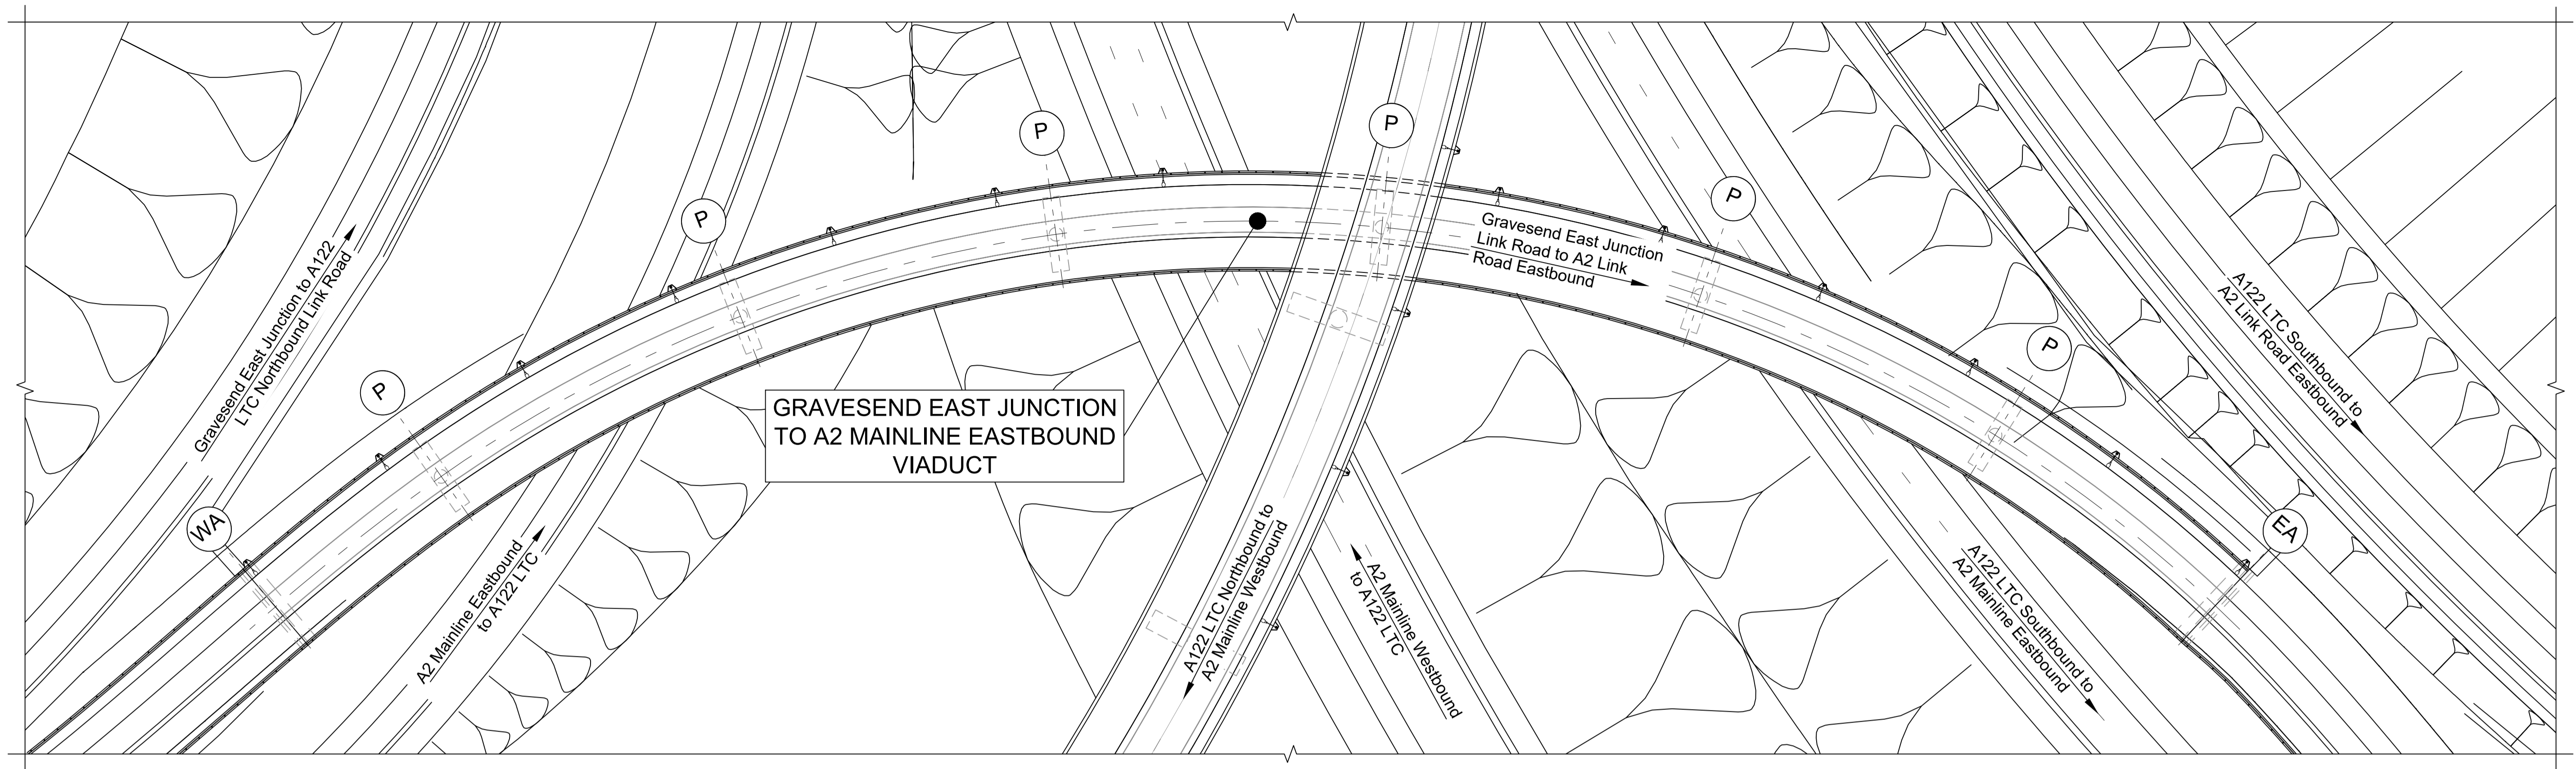 P
P
P
P
P
P
WA
EA
Gravesend East Junction to A122
LTC Northbound Link Road
A2 Mainline Eastbound
to A122 LTC
GRAVESEND EAST JUNCTION
TO A2 MAINLINE EASTBOUND
VIADUCT
A122 LTC Northbound to
A2 Mainline Westbound
A2 Mainline Westbound
to A122 LTC
Gravesend East Junction
Link Road to A2 Link
Road Eastbound
A122 LTC Southbound to
A2 Mainline Eastbound
A122 LTC Southbound to
A2 Link Road Eastbound